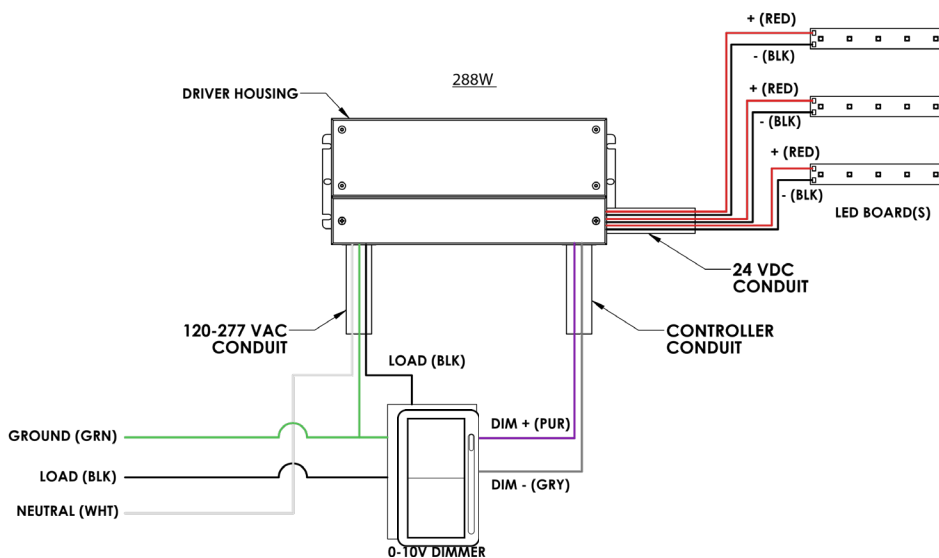 + (RED)
- (BLK)
288W
DRIVER HOUSING
+ (RED)
- (BLK)
+ (RED)
- (BLK)
LED BOARD(S)
24 VDC
CONDUIT
120-277 VAC
CONDUIT
CONTROLLER
CONDUIT
LOAD (BLK)
DIM + (PUR)
GROUND (GRN)
LOAD (BLK)
DIM - (GRY)
NEUTRAL (WHT)
0-10V DIMMER